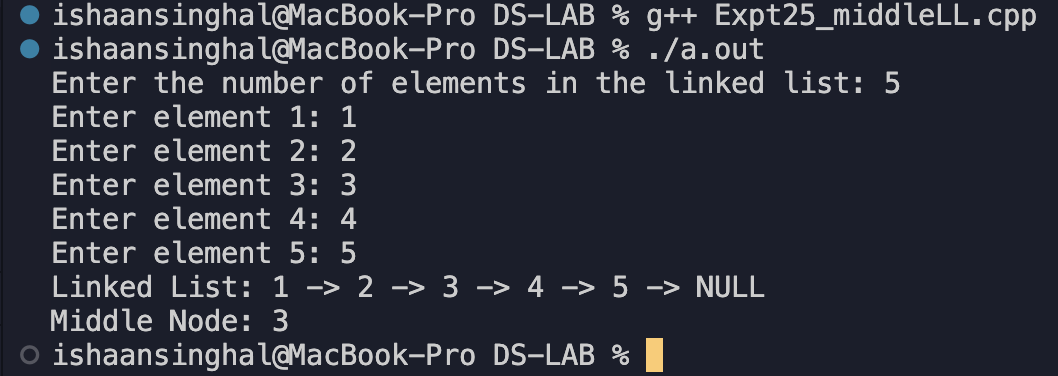 ishaansinghal@MacBook-Pro DS-LAB % g++ Expt25_middleLL.cpp
ishaansinghal@MacBook-Pro DS-LAB % ./a.out
Enter the number of elements in the linked list: 5
Enter element 1: 1
Enter element 2: 2
Enter element 3: 3
Enter element 4: 4
Enter element 5: 5
Linked List: 1 -> 2 -> 3 -> 4 -> 5 -> NULL
Middle Node: 3
ishaansinghal@MacBook-Pro DS-LAB %